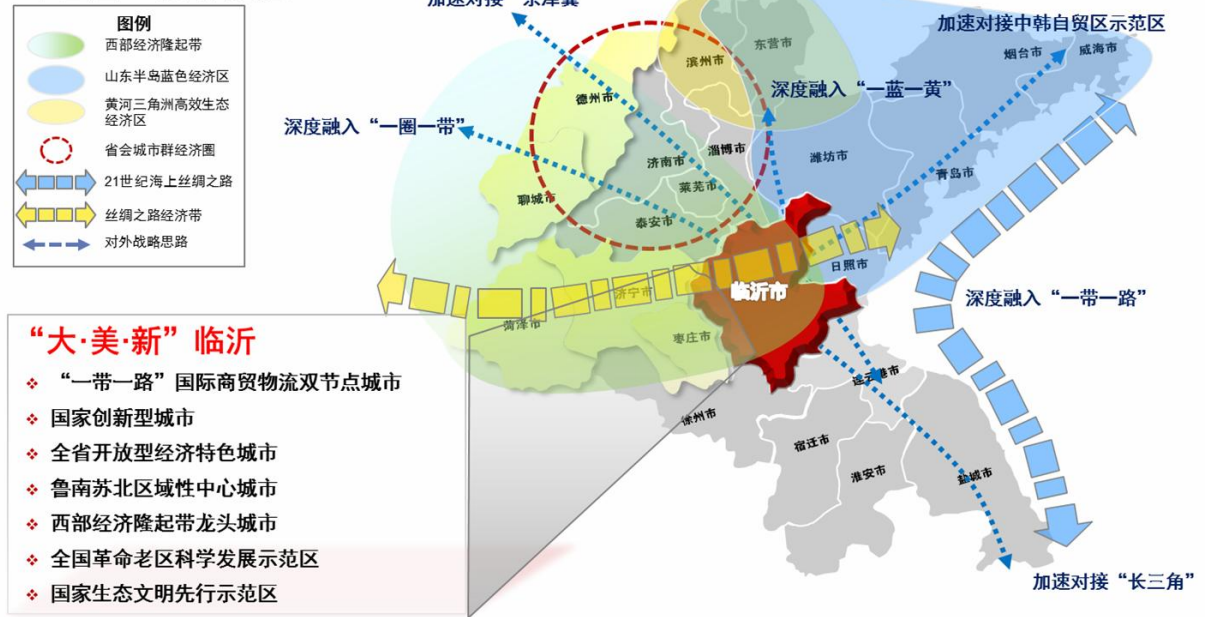 图例
西部经济隆起带
山东半岛蓝色经济区
黄河三角洲高效生态
经济区
省会城市群经济圈
21世纪海上丝绸之路
丝绸之路经济带
对外战略思路
加速对接“京津冀”
加速对接中韩自贸区示范区
东营市
滨州市
烟台市
威海市
德州市
深度融入“一蓝一黄”
深度融入“一圈一带”
淄博市
潍坊市
济南市
莱芜市
青岛市
聊城市
泰安市
日照市
临沂市
济宁市
深度融入“一带一路”
菏泽市
枣庄市
连云港市
徐州市
宿迁市
淮安市
盐城市
加速对接“长三角”
“大·美·新”临沂
“一带一路”国际商贸物流双节点城市
国家创新型城市
全省开放型经济特色城市
鲁南苏北区域性中心城市
西部经济隆起带龙头城市
全国革命老区科学发展示范区
国家生态文明先行示范区